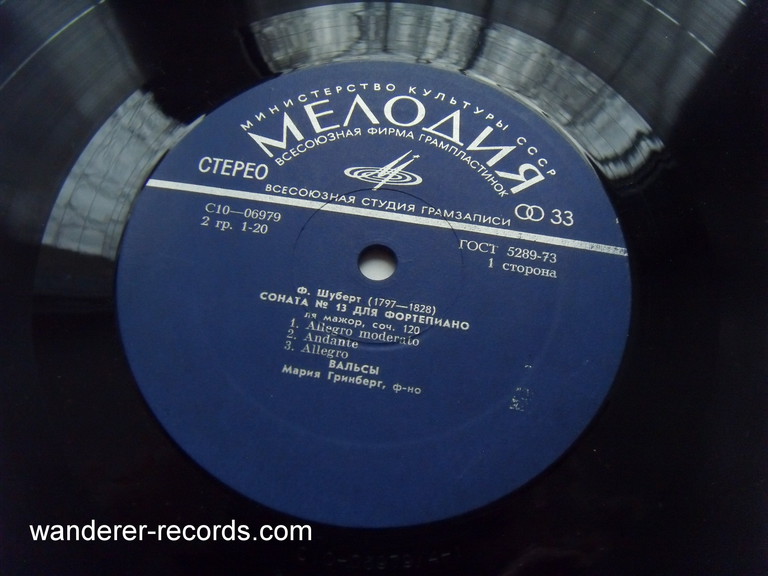 МИНИСТЕРСТВО КУЛЬТУРЫ СССР
МЕЛОДИЯ
ВСЕСОЮЗНАЯ ФИРМА ГРАМПЛАСТИНОК
СТЕРЕО
ВСЕСОЮЗНАЯ СТУДИЯ ГРАМЗАПИСИ
33
С10—06979
2 гр. 1-20
ГОСТ 5289-73
1 сторона
Ф. Шуберт (1797—1828)
СОНАТА № 13 ДЛЯ ФОРТЕПИАНО
ля мажор, соч. 120
1. Allegro moderato
2. Andante
3. Allegro
ВАЛЬСЫ
Мария Гринберг, ф-но
wanderer-records.com